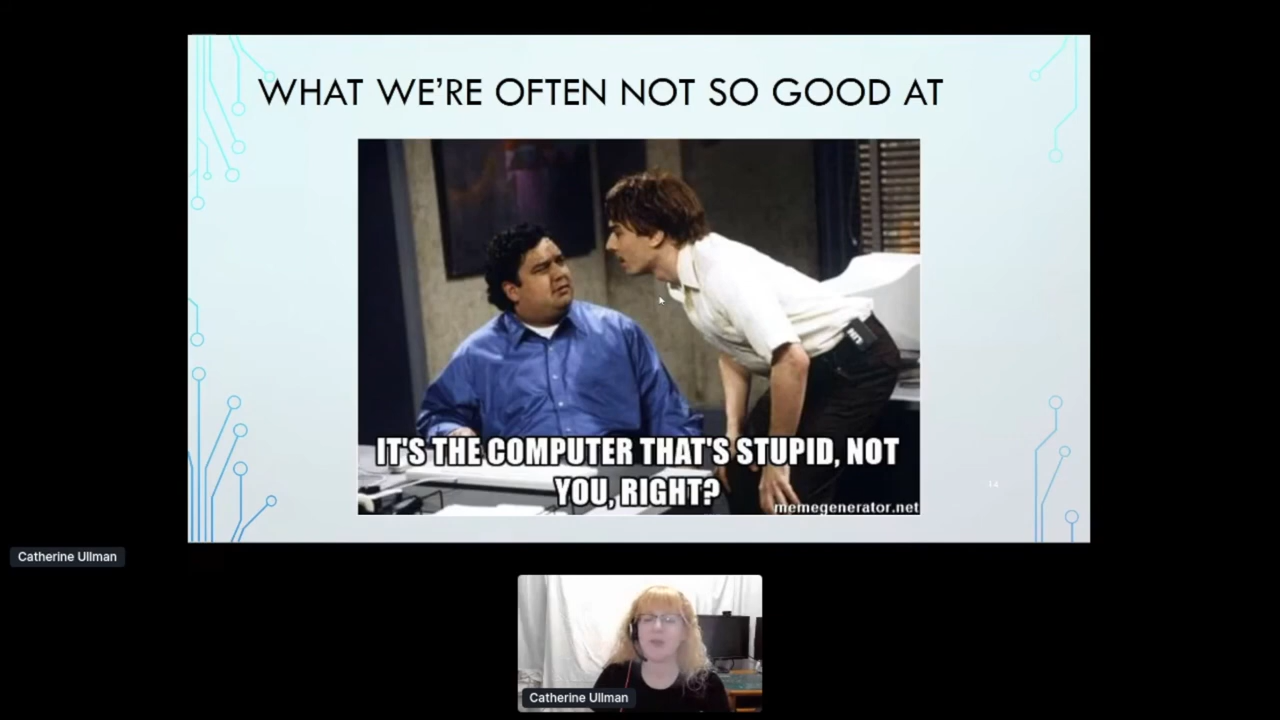 WHAT WE'RE OFTEN NOT SO GOOD AT
IT'S THE COMPUTER THAT'S STUPID, NOT
YOU, RIGHT?
memegenerator.net
14
Catherine Ullman
Catherine Ullman